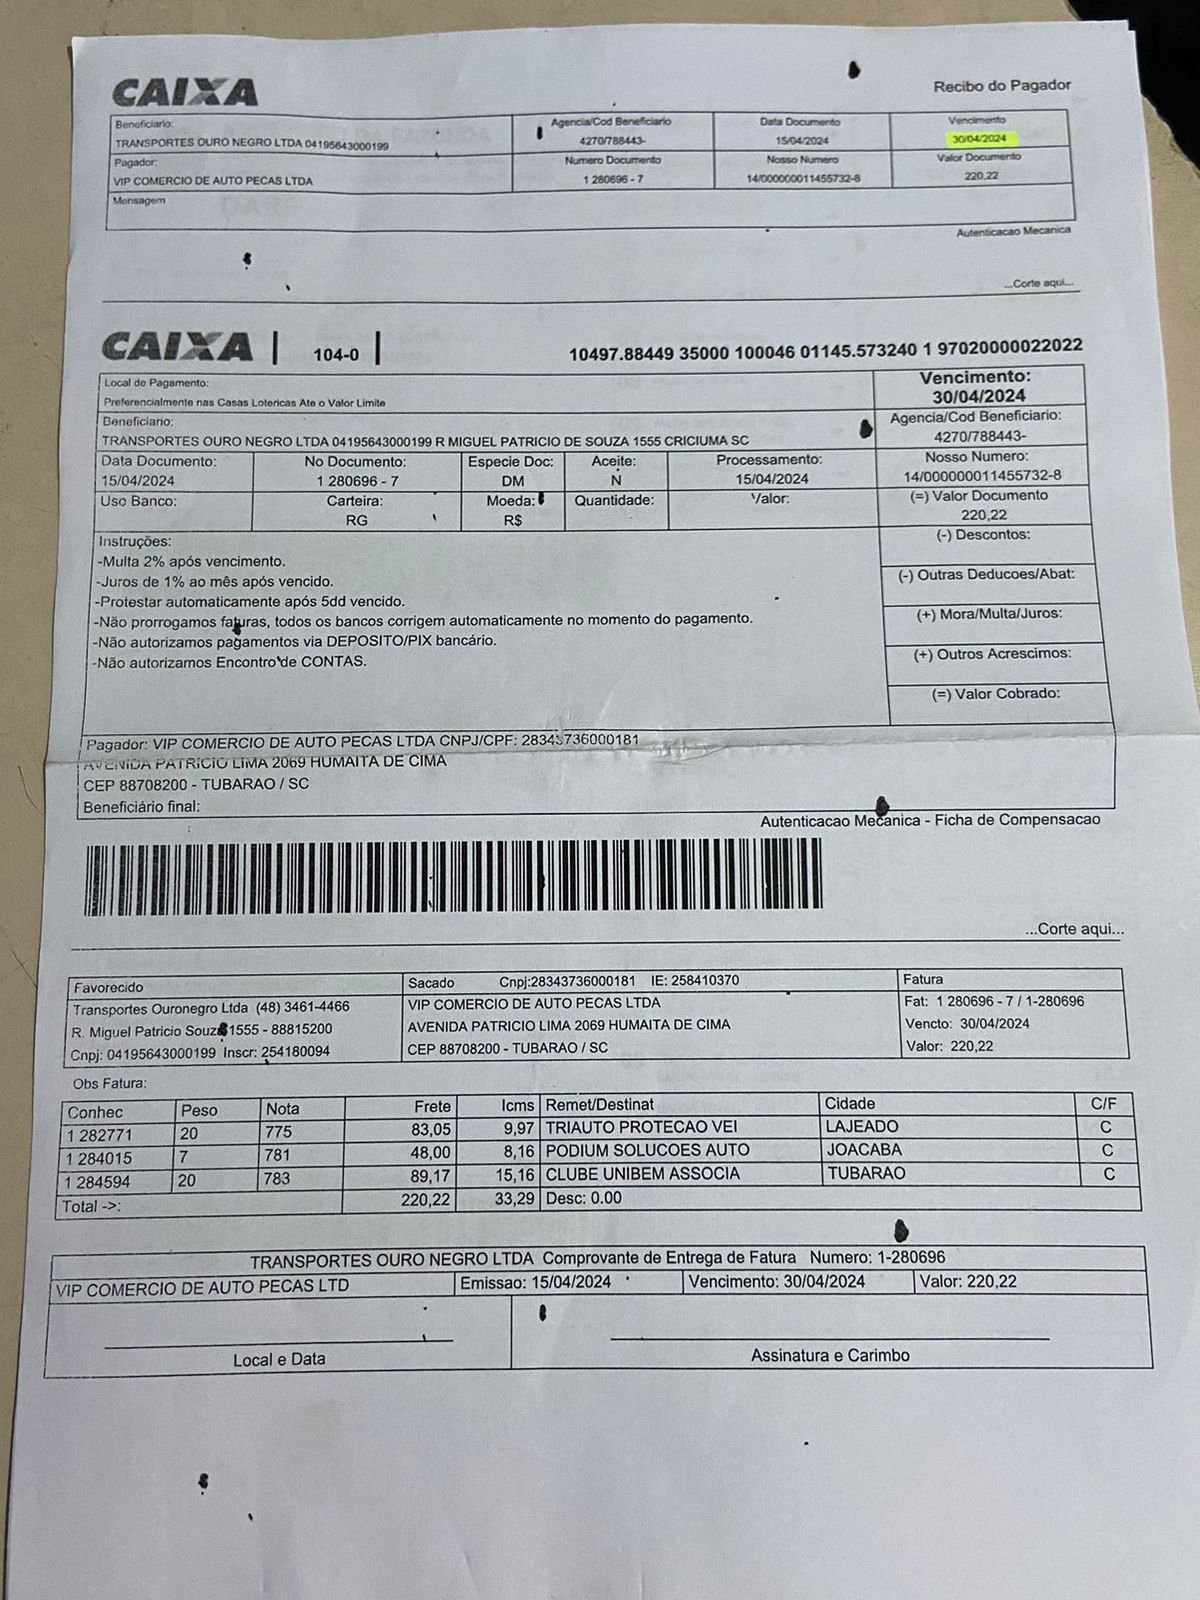 CAIXA
Recibo do Pagador
Beneficiario: Agencia/Cod Beneficiario Data Documento Vencimento
TRANSPORTES OURO NEGRO LTDA 04195643000199 4270/788443- 15/04/2024 30/04/2024
Pagador: Numero Documento Nosso Numero Valor Documento
VIP COMERCIO DE AUTO PECAS LTDA 1 280696 - 7 14/000000011455732-8 220,22
Monsagem
Autenticacao Mecanica
...Corte aqui...
CAIXA 104-0 10497.88449 35000 100046 01145.573240 1 97020000022022
Local de Pagamento: Vencimento:
Preferencialmente nas Casas Lotericas Ate o Valor Limite 30/04/2024
Beneficiario: Agencia/Cod Beneficiario:
TRANSPORTES OURO NEGRO LTDA 04195643000199 R MIGUEL PATRICIO DE SOUZA 1555 CRICIUMA SC 4270/788443-
Data Documento: No Documento: Especie Doc: Aceite: Processamento: Nosso Numero:
15/04/2024 1 280696 - 7 DM N 15/04/2024 14/000000011455732-8
Uso Banco: Carteira: Moeda: Quantidade: Valor: (=) Valor Documento
RG R$ 220,22
Instruções: (-) Descontos:
-Multa 2% após vencimento.
-Juros de 1% ao mês após vencido. (-) Outras Deducoes/Abat:
-Protestar automaticamente após 5dd vencido.
-Não prorrogamos faturas, todos os bancos corrigem automaticamente no momento do pagamento. (+) Mora/Multa/Juros:
-Não autorizamos pagamentos via DEPOSITO/PIX bancário.
-Não autorizamos Encontro de CONTAS. (+) Outros Acrescimos:
(=) Valor Cobrado:
Pagador: VIP COMERCIO DE AUTO PECAS LTDA CNPJ/CPF: 28343736000181
AVENIDA PATRICIO LIMA 2069 HUMAITA DE CIMA
CEP 88708200 - TUBARAO / SC
Beneficiário final:
Autenticacao Mecanica - Ficha de Compensacao
...Corte aqui...
Favorecido Sacado Cnpj:28343736000181 IE: 258410370 Fatura
Transportes Ouronegro Ltda (48) 3461-4466 VIP COMERCIO DE AUTO PECAS LTDA Fat: 1 280696 - 7 / 1-280696
R. Miguel Patricio Souza 1555 - 88815200 AVENIDA PATRICIO LIMA 2069 HUMAITA DE CIMA Vencto: 30/04/2024
Cnpj: 04195643000199 Inscr: 254180094 CEP 88708200 - TUBARAO / SC Valor: 220,22
Obs Fatura:
Conhec Peso Nota Frete Icms Remet/Destinat Cidade C/F
1 282771 20 775 83,05 9,97 TRIAUTO PROTECAO VEI LAJEADO C
1 284015 7 781 48,00 8,16 PODIUM SOLUCOES AUTO JOACABA C
1 284594 20 783 89,17 15,16 CLUBE UNIBEM ASSOCIA TUBARAO C
Total ->: 220,22 33,29 Desc: 0.00
TRANSPORTES OURO NEGRO LTDA Comprovante de Entrega de Fatura Numero: 1-280696
VIP COMERCIO DE AUTO PECAS LTD Emissao: 15/04/2024 Vencimento: 30/04/2024 Valor: 220,22
Local e Data Assinatura e Carimbo